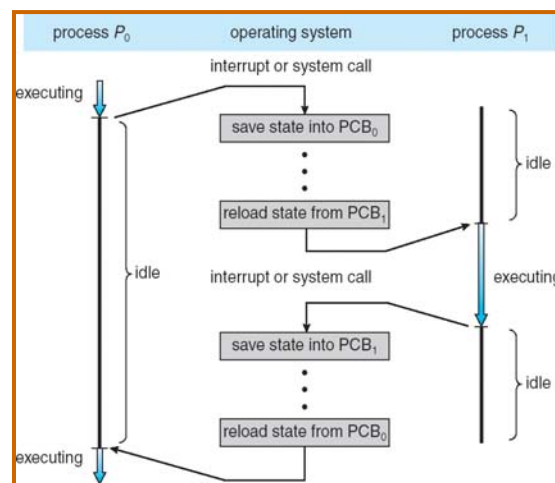 process P₀ operating system process P₁
interrupt or system call
executing
save state into PCB₀
idle
reload state from PCB₁
idle
interrupt or system call
executing
save state into PCB₁
idle
reload state from PCB₀
executing